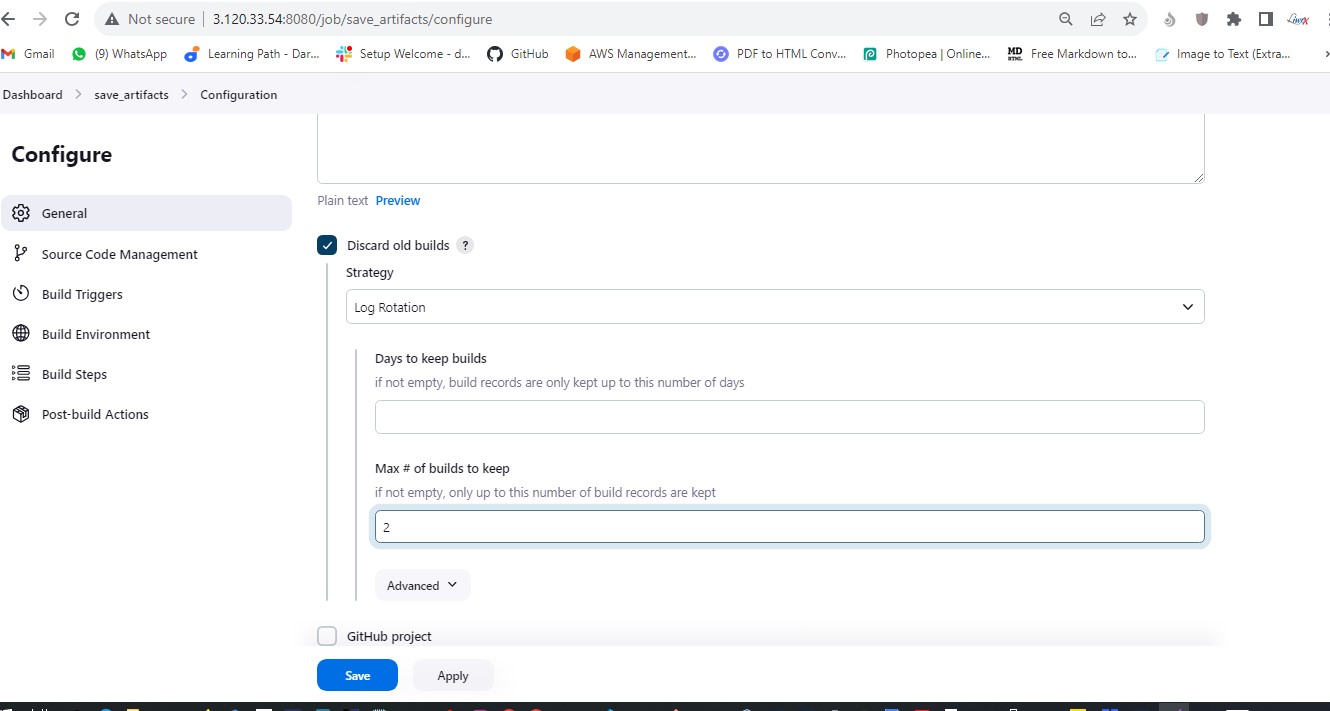 Not secure 3.120.33.54:8080/job/save_artifacts/configure
Gmail (9) WhatsApp Learning Path - Dar... Setup Welcome - d... GitHub AWS Management... PDF to HTML Conv... Photopea | Online... MD HTML Free Markdown to... Image to Text (Extra...
Dashboard save_artifacts Configuration
Configure
General
Source Code Management
Build Triggers
Build Environment
Build Steps
Post-build Actions
Plain text Preview
Discard old builds ?
Strategy
Log Rotation
Days to keep builds
if not empty, build records are only kept up to this number of days
Max # of builds to keep
if not empty, only up to this number of build records are kept
2
Advanced
GitHub project
Save Apply